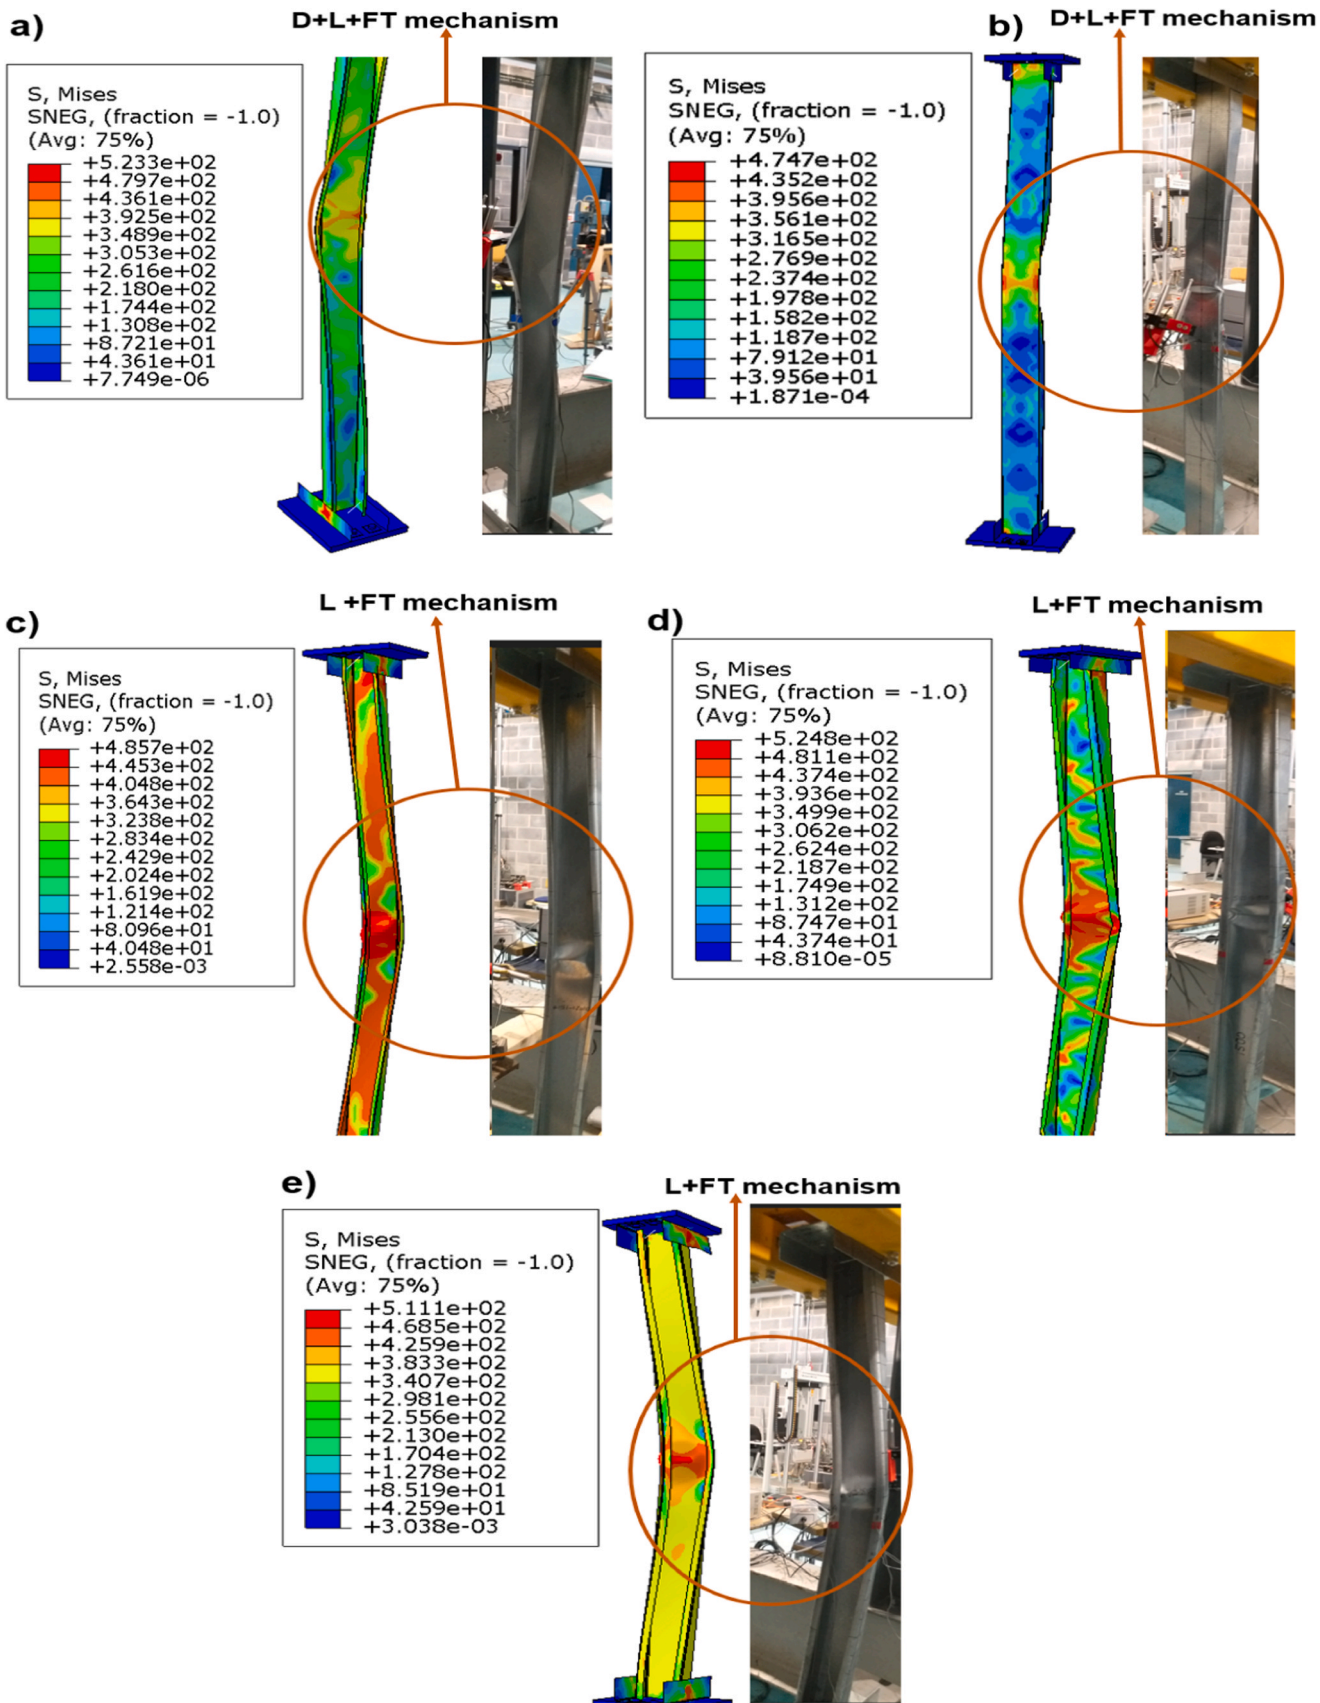 a)
D+L+FT mechanism
S, Mises
SNEG, (fraction = -1.0)
(Avg: 75%)
+5.233e+02
+4.797e+02
+4.361e+02
+3.925e+02
+3.489e+02
+3.053e+02
+2.616e+02
+2.180e+02
+1.744e+02
+1.308e+02
+8.721e+01
+4.361e+01
+7.749e-06
b)
D+L+FT mechanism
S, Mises
SNEG, (fraction = -1.0)
(Avg: 75%)
+4.747e+02
+4.352e+02
+3.956e+02
+3.561e+02
+3.165e+02
+2.769e+02
+2.374e+02
+1.978e+02
+1.582e+02
+1.187e+02
+7.912e+01
+3.956e+01
+1.871e-04
c)
L +FT mechanism
S, Mises
SNEG, (fraction = -1.0)
(Avg: 75%)
+4.857e+02
+4.453e+02
+4.048e+02
+3.643e+02
+3.238e+02
+2.834e+02
+2.429e+02
+2.024e+02
+1.619e+02
+1.214e+02
+8.096e+01
+4.048e+01
+2.558e-03
d)
L+FT mechanism
S, Mises
SNEG, (fraction = -1.0)
(Avg: 75%)
+5.248e+02
+4.811e+02
+4.374e+02
+3.936e+02
+3.499e+02
+3.062e+02
+2.624e+02
+2.187e+02
+1.749e+02
+1.312e+02
+8.747e+01
+4.374e+01
+8.810e-05
e)
L+FT mechanism
S, Mises
SNEG, (fraction = -1.0)
(Avg: 75%)
+5.111e+02
+4.685e+02
+4.259e+02
+3.833e+02
+3.407e+02
+2.981e+02
+2.556e+02
+2.130e+02
+1.704e+02
+1.278e+02
+8.519e+01
+4.259e+01
+3.038e-03